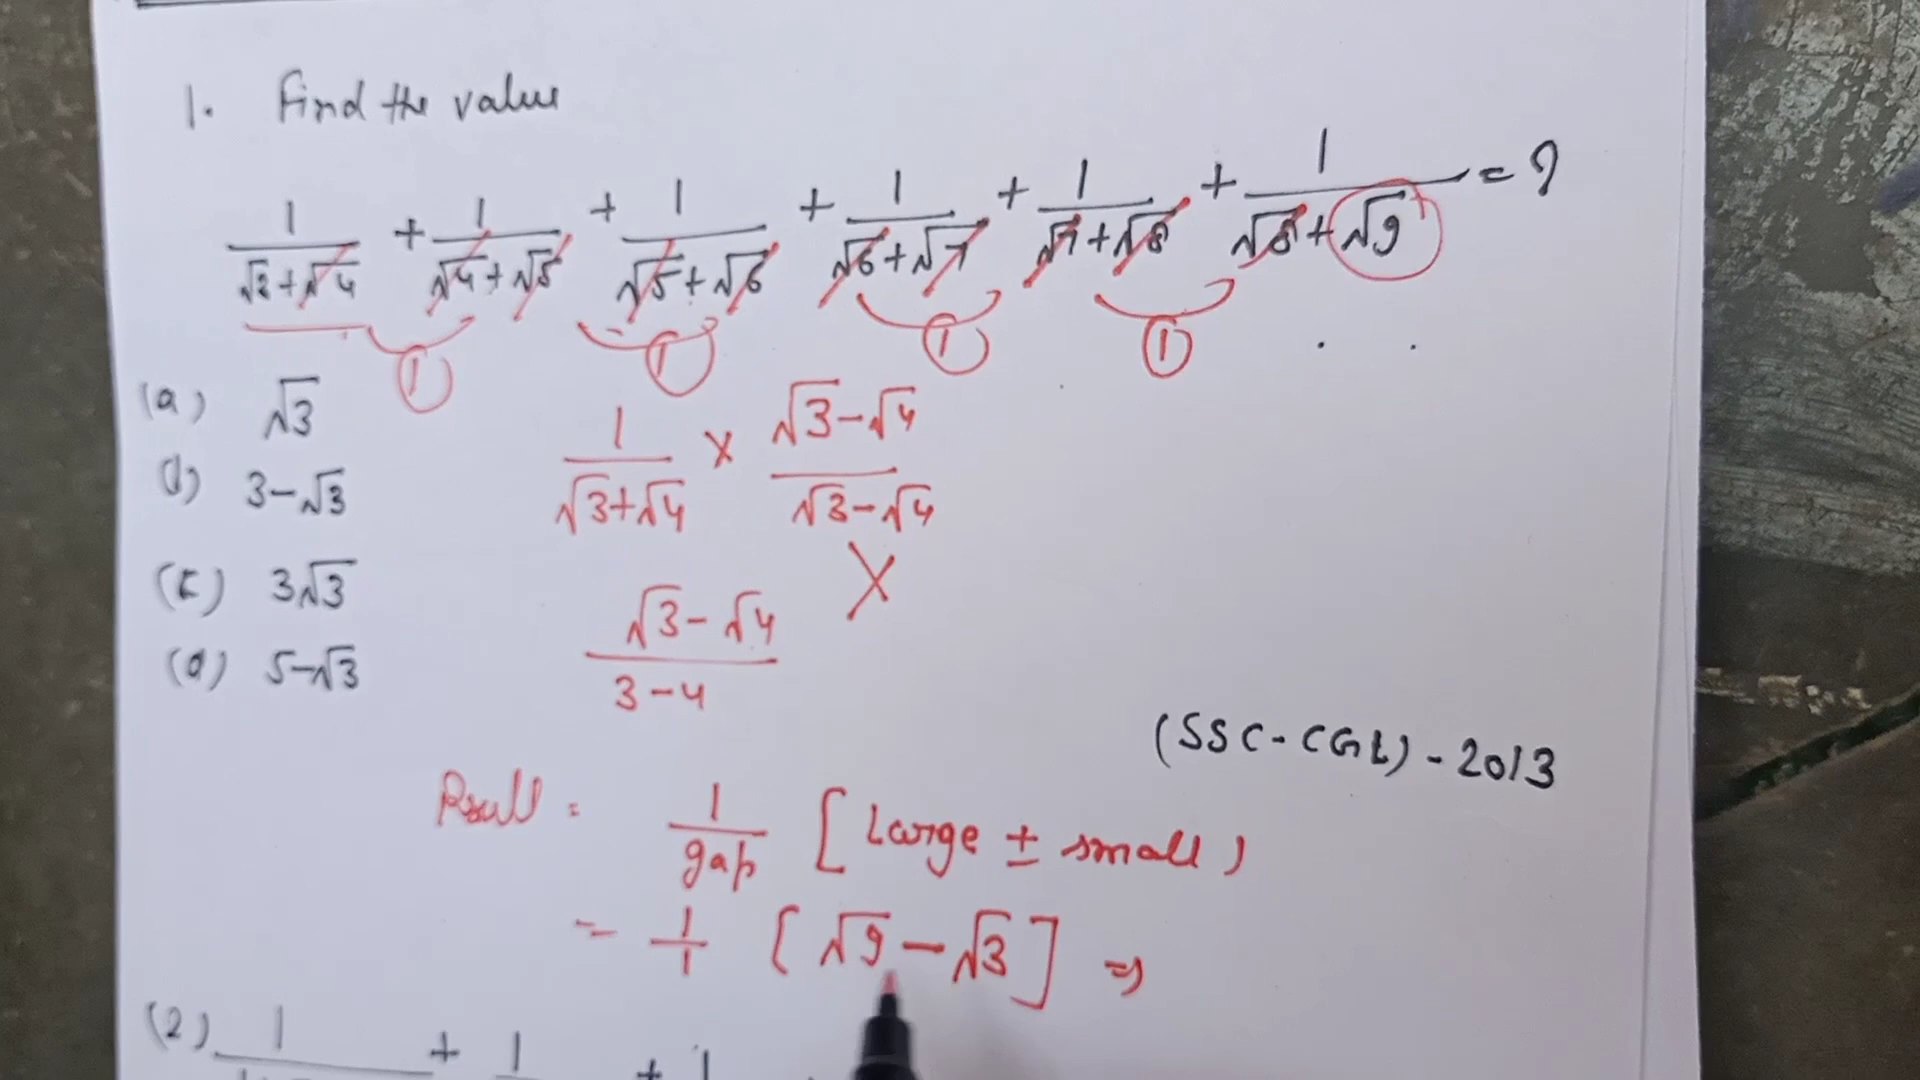 1. Find the value
1/(√3+√4) + 1/(√4+√5) + 1/(√5+√6) + 1/(√6+√7) + 1/(√7+√8) + 1/(√8+√9) = ?
1 1 1 1
(a) √3
(b) 3-√3
(c) 3√3
(d) 5-√3
1/(√3+√4) × (√3-√4)/(√3-√4)
X
(√3-√4)/(3-4)
(SSC-CGL)-2013
= 1/gap [Large ± small)
= 1/1 [√9-√3] ⇒
(2) 1 + 1 + 1